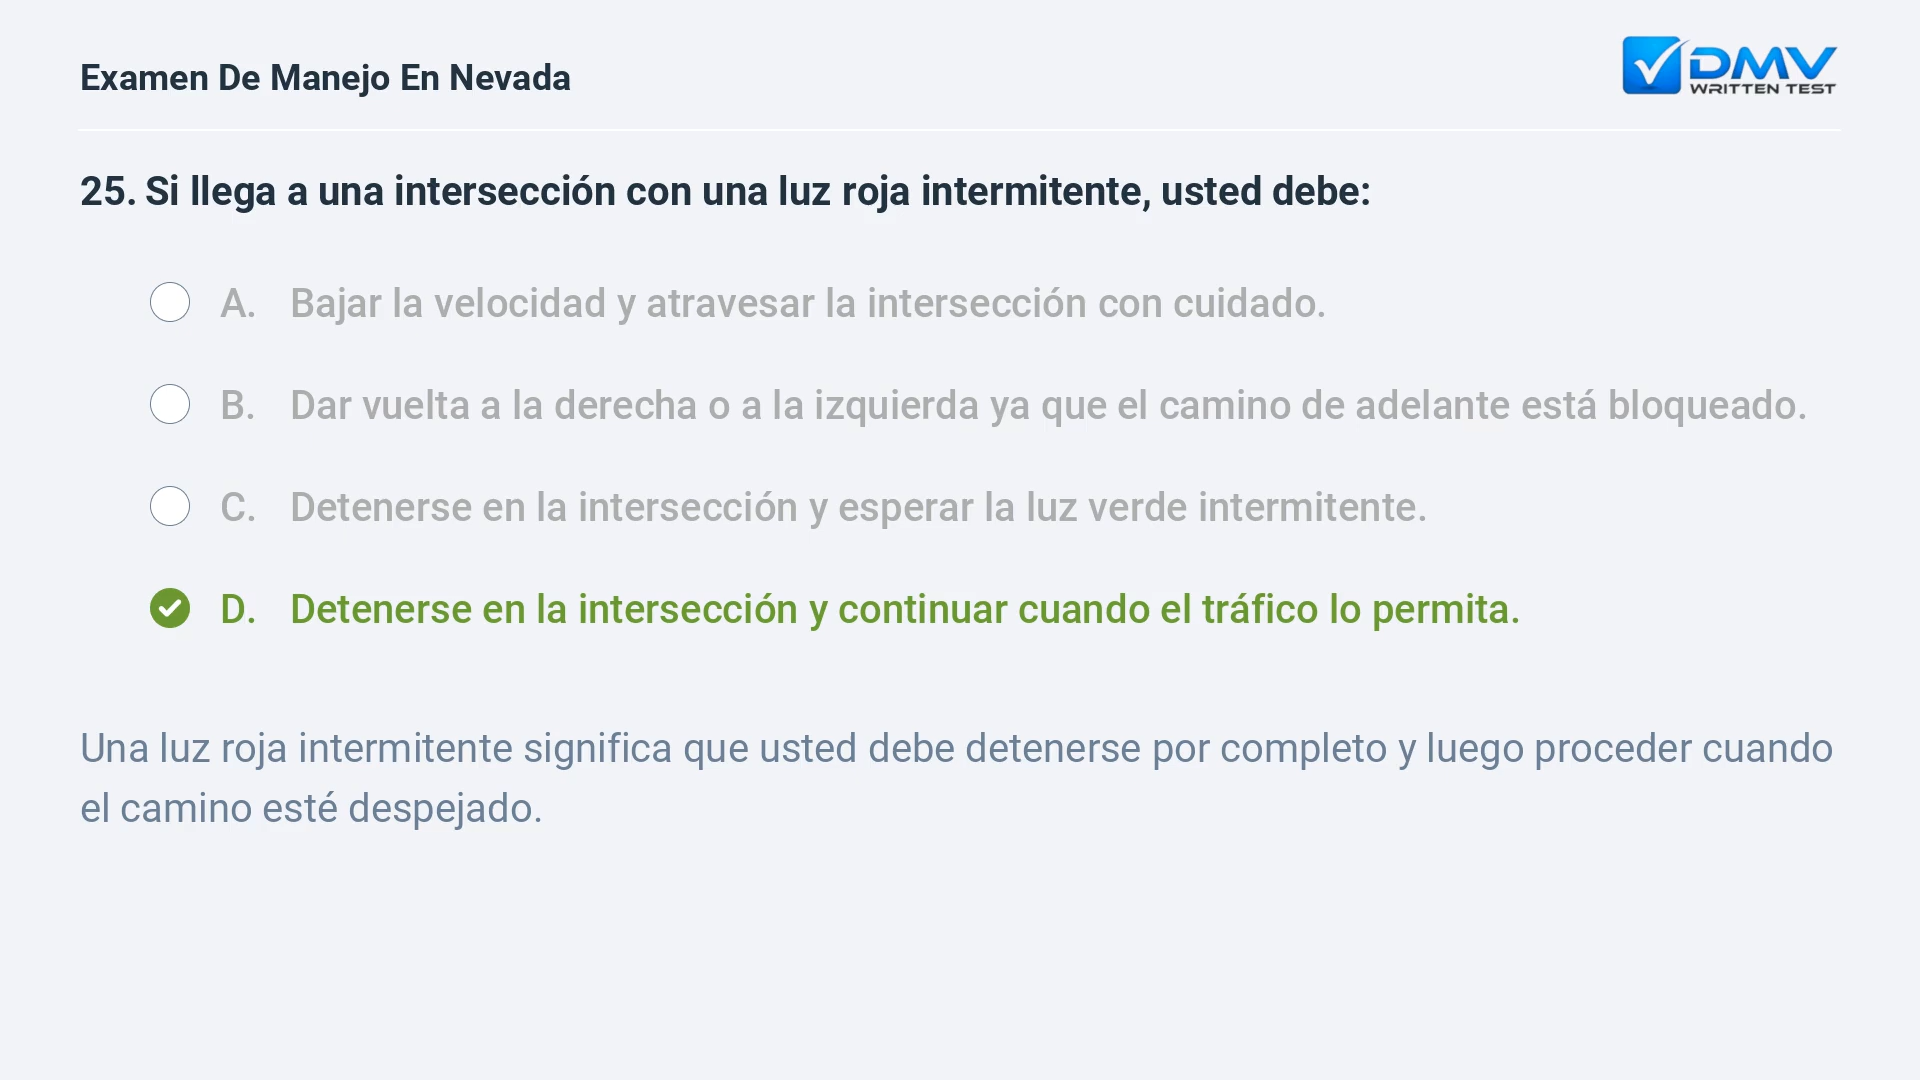 Examen De Manejo En Nevada
DMV
WRITTEN TEST
25. Si llega a una intersección con una luz roja intermitente, usted debe:
A. Bajar la velocidad y atravesar la intersección con cuidado.
B. Dar vuelta a la derecha o a la izquierda ya que el camino de adelante está bloqueado.
C. Detenerse en la intersección y esperar la luz verde intermitente.
D. Detenerse en la intersección y continuar cuando el tráfico lo permita.
Una luz roja intermitente significa que usted debe detenerse por completo y luego proceder cuando
el camino esté despejado.